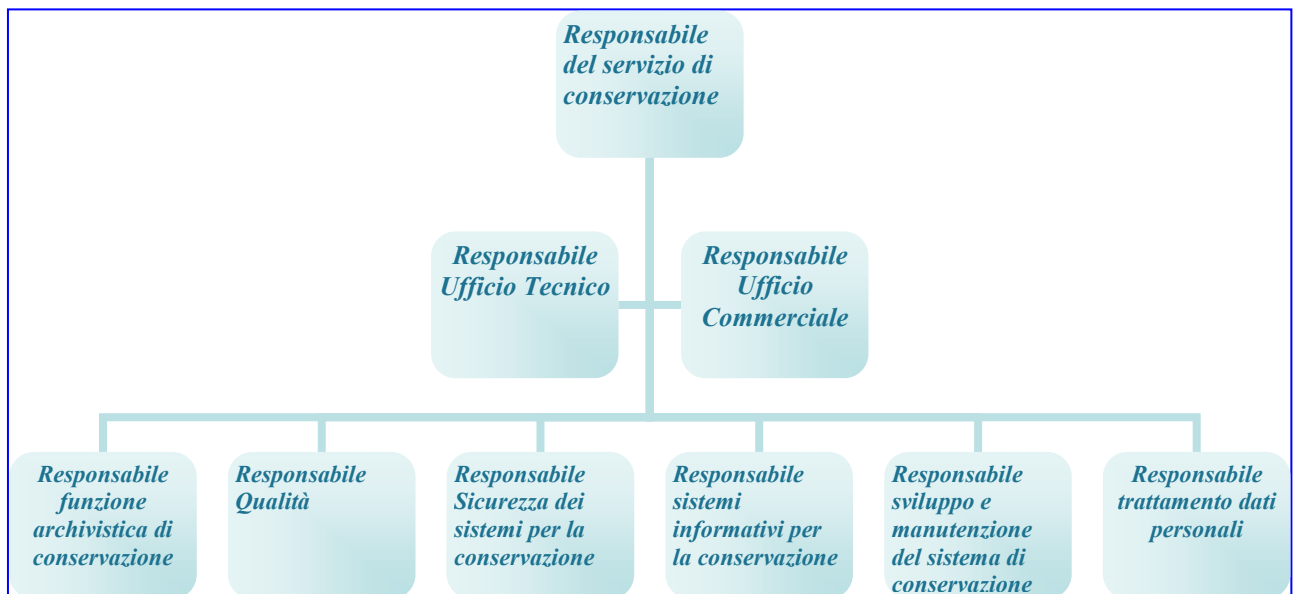 Responsabile
del servizio di
conservazione
Responsabile
Ufficio Tecnico
Responsabile
Ufficio
Commerciale
Responsabile
funzione
archivistica di
conservazione
Responsabile
Qualità
Responsabile
Sicurezza dei
sistemi per la
conservazione
Responsabile
sistemi
informativi per
la conservazione
Responsabile
sviluppo e
manutenzione
del sistema di
conservazione
Responsabile
trattamento dati
personali